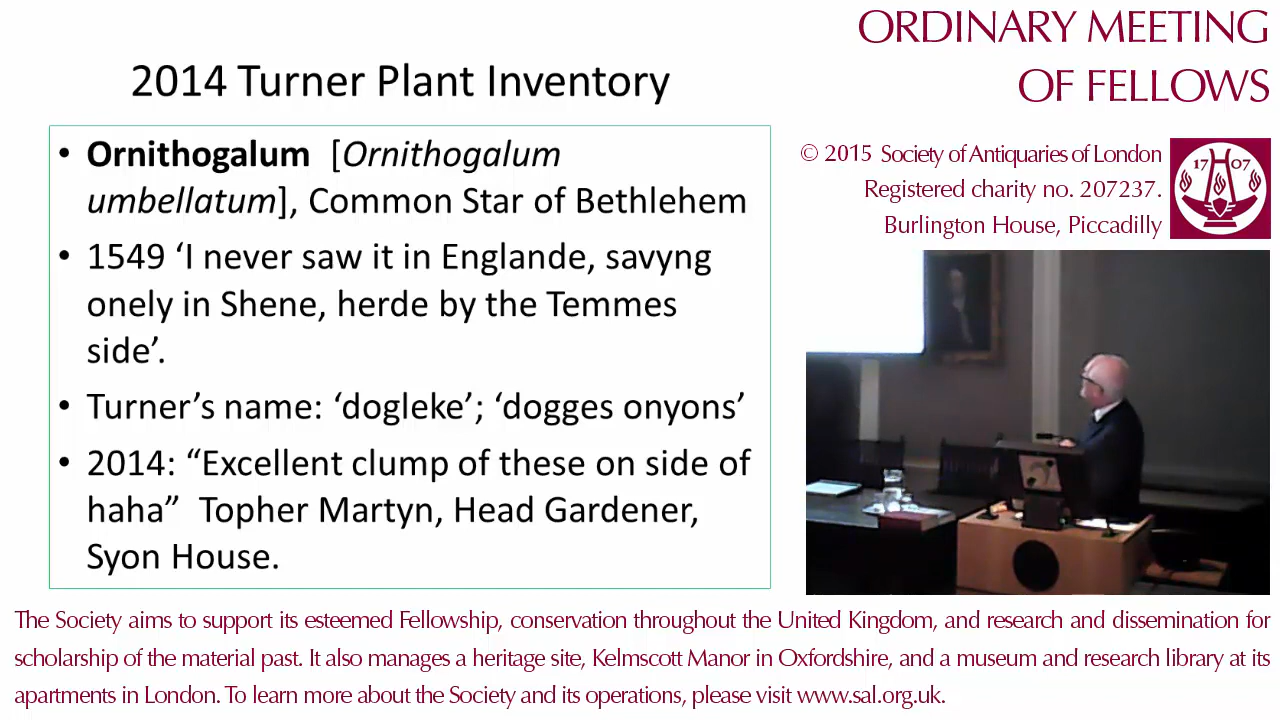 2014 Turner Plant Inventory
• Ornithogalum [Ornithogalum
umbellatum], Common Star of Bethlehem
• 1549 ‘I never saw it in Englande, savyng
onely in Shene, herde by the Temmes
side’.
• Turner’s name: ‘dogleke’; ‘dogges onyons’
• 2014: “Excellent clump of these on side of
haha” Topher Martyn, Head Gardener,
Syon House.
ORDINARY MEETING
OF FELLOWS
© 2015 Society of Antiquaries of London
Registered charity no. 207237.
Burlington House, Piccadilly
17 07
The Society aims to support its esteemed Fellowship, conservation throughout the United Kingdom, and research and dissemination for
scholarship of the material past. It also manages a heritage site, Kelmscott Manor in Oxfordshire, and a museum and research library at its
apartments in London. To learn more about the Society and its operations, please visit www.sal.org.uk.